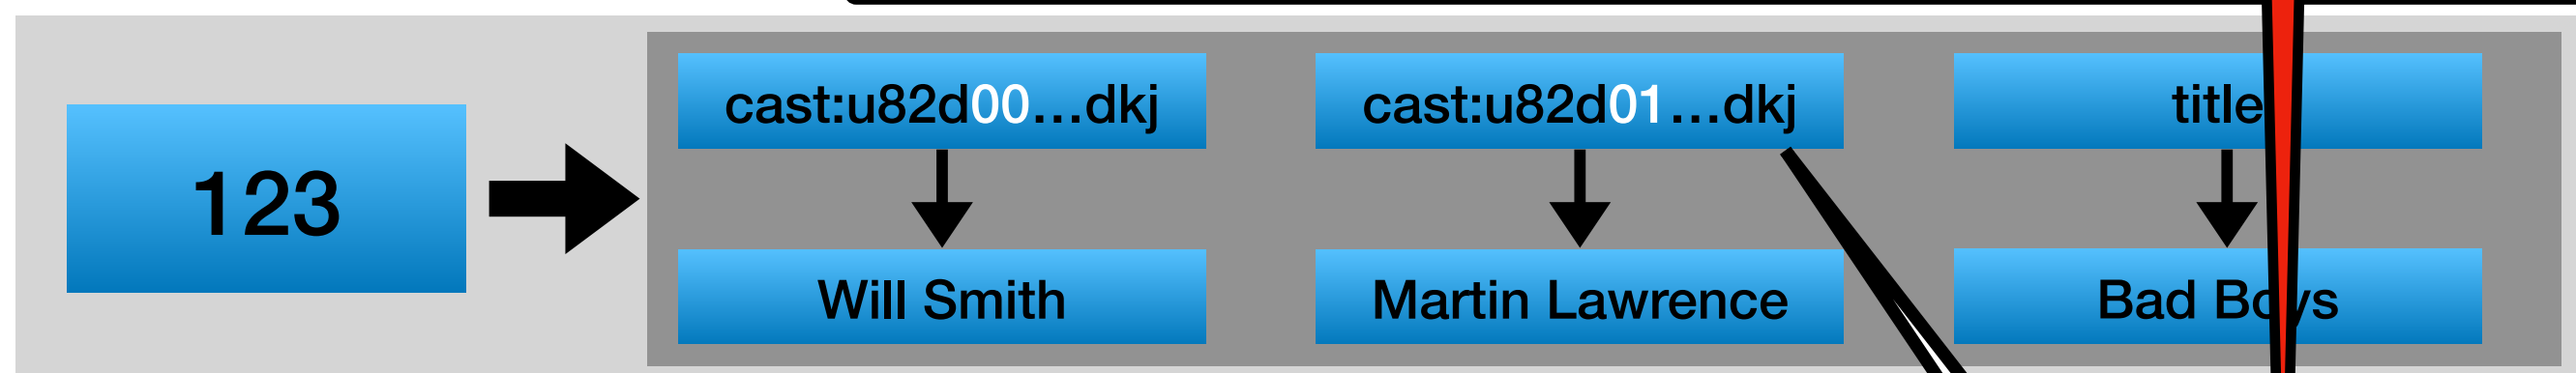 123
cast:u82d00...dkj
cast:u82d01...dkj
title
Will Smith
Martin Lawrence
Bad Boys